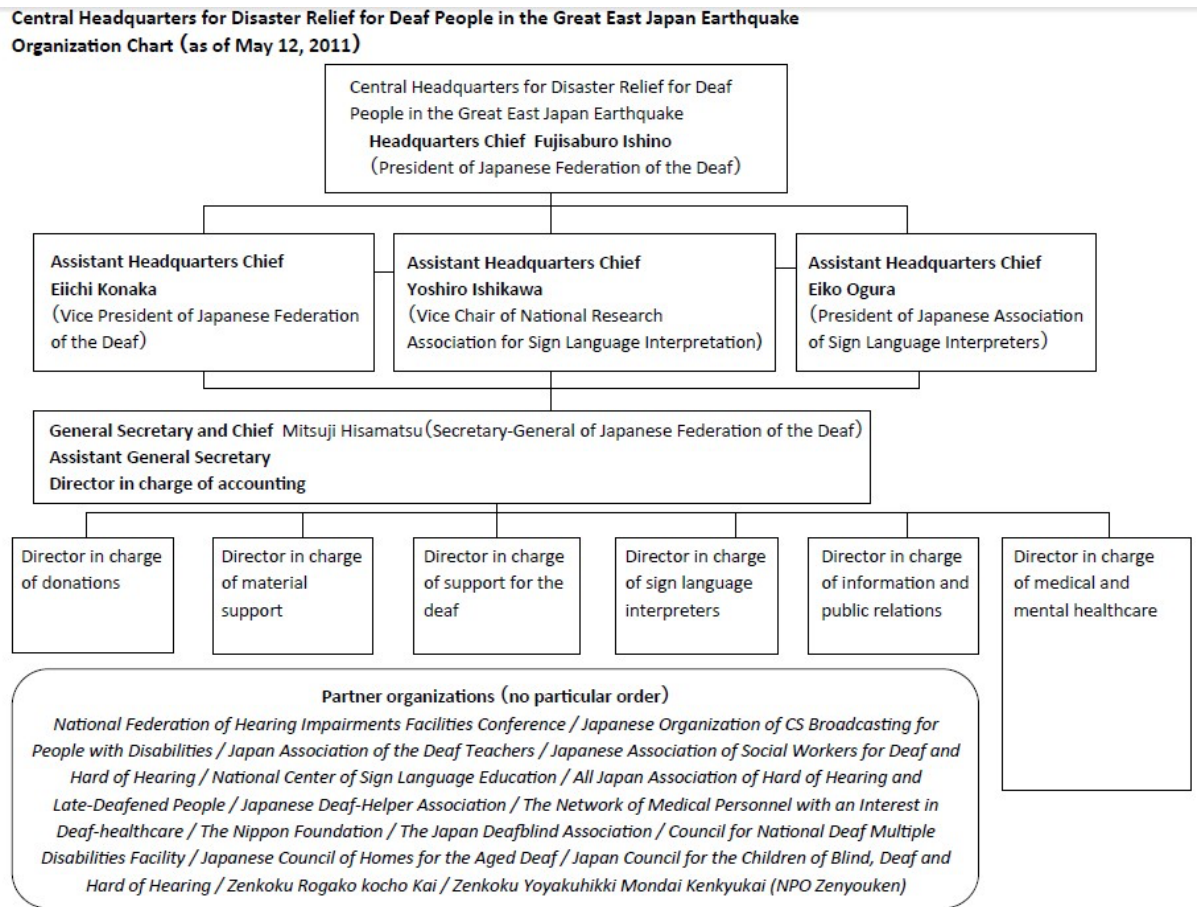 Central Headquarters for Disaster Relief for Deaf People in the Great East Japan Earthquake
Organization Chart (as of May 12, 2011)
Central Headquarters for Disaster Relief for Deaf
People in the Great East Japan Earthquake
Headquarters Chief Fujisaburo Ishino
(President of Japanese Federation of the Deaf)
Assistant Headquarters Chief
Eiichi Konaka
(Vice President of Japanese Federation
of the Deaf)
Assistant Headquarters Chief
Yoshiro Ishikawa
(Vice Chair of National Research
Association for Sign Language Interpretation)
Assistant Headquarters Chief
Eiko Ogura
(President of Japanese Association
of Sign Language Interpreters)
General Secretary and Chief Mitsuji Hisamatsu (Secretary-General of Japanese Federation of the Deaf)
Assistant General Secretary
Director in charge of accounting
Director in charge
of donations
Director in charge
of material
support
Director in charge
of support for the
deaf
Director in charge
of sign language
interpreters
Director in charge
of information and
public relations
Director in charge
of medical and
mental healthcare
Partner organizations (no particular order)
National Federation of Hearing Impairments Facilities Conference / Japanese Organization of CS Broadcasting for
People with Disabilities / Japan Association of the Deaf Teachers / Japanese Association of Social Workers for Deaf and
Hard of Hearing / National Center of Sign Language Education / All Japan Association of Hard of Hearing and
Late-Deafened People / Japanese Deaf-Helper Association / The Network of Medical Personnel with an Interest in
Deaf-healthcare / The Nippon Foundation / The Japan Deafblind Association / Council for National Deaf Multiple
Disabilities Facility / Japanese Council of Homes for the Aged Deaf / Japan Council for the Children of Blind, Deaf and
Hard of Hearing / Zenkoku Rogako kocho Kai / Zenkoku Yoyakuhikki Mondai Kenkyukai (NPO Zenyouken)